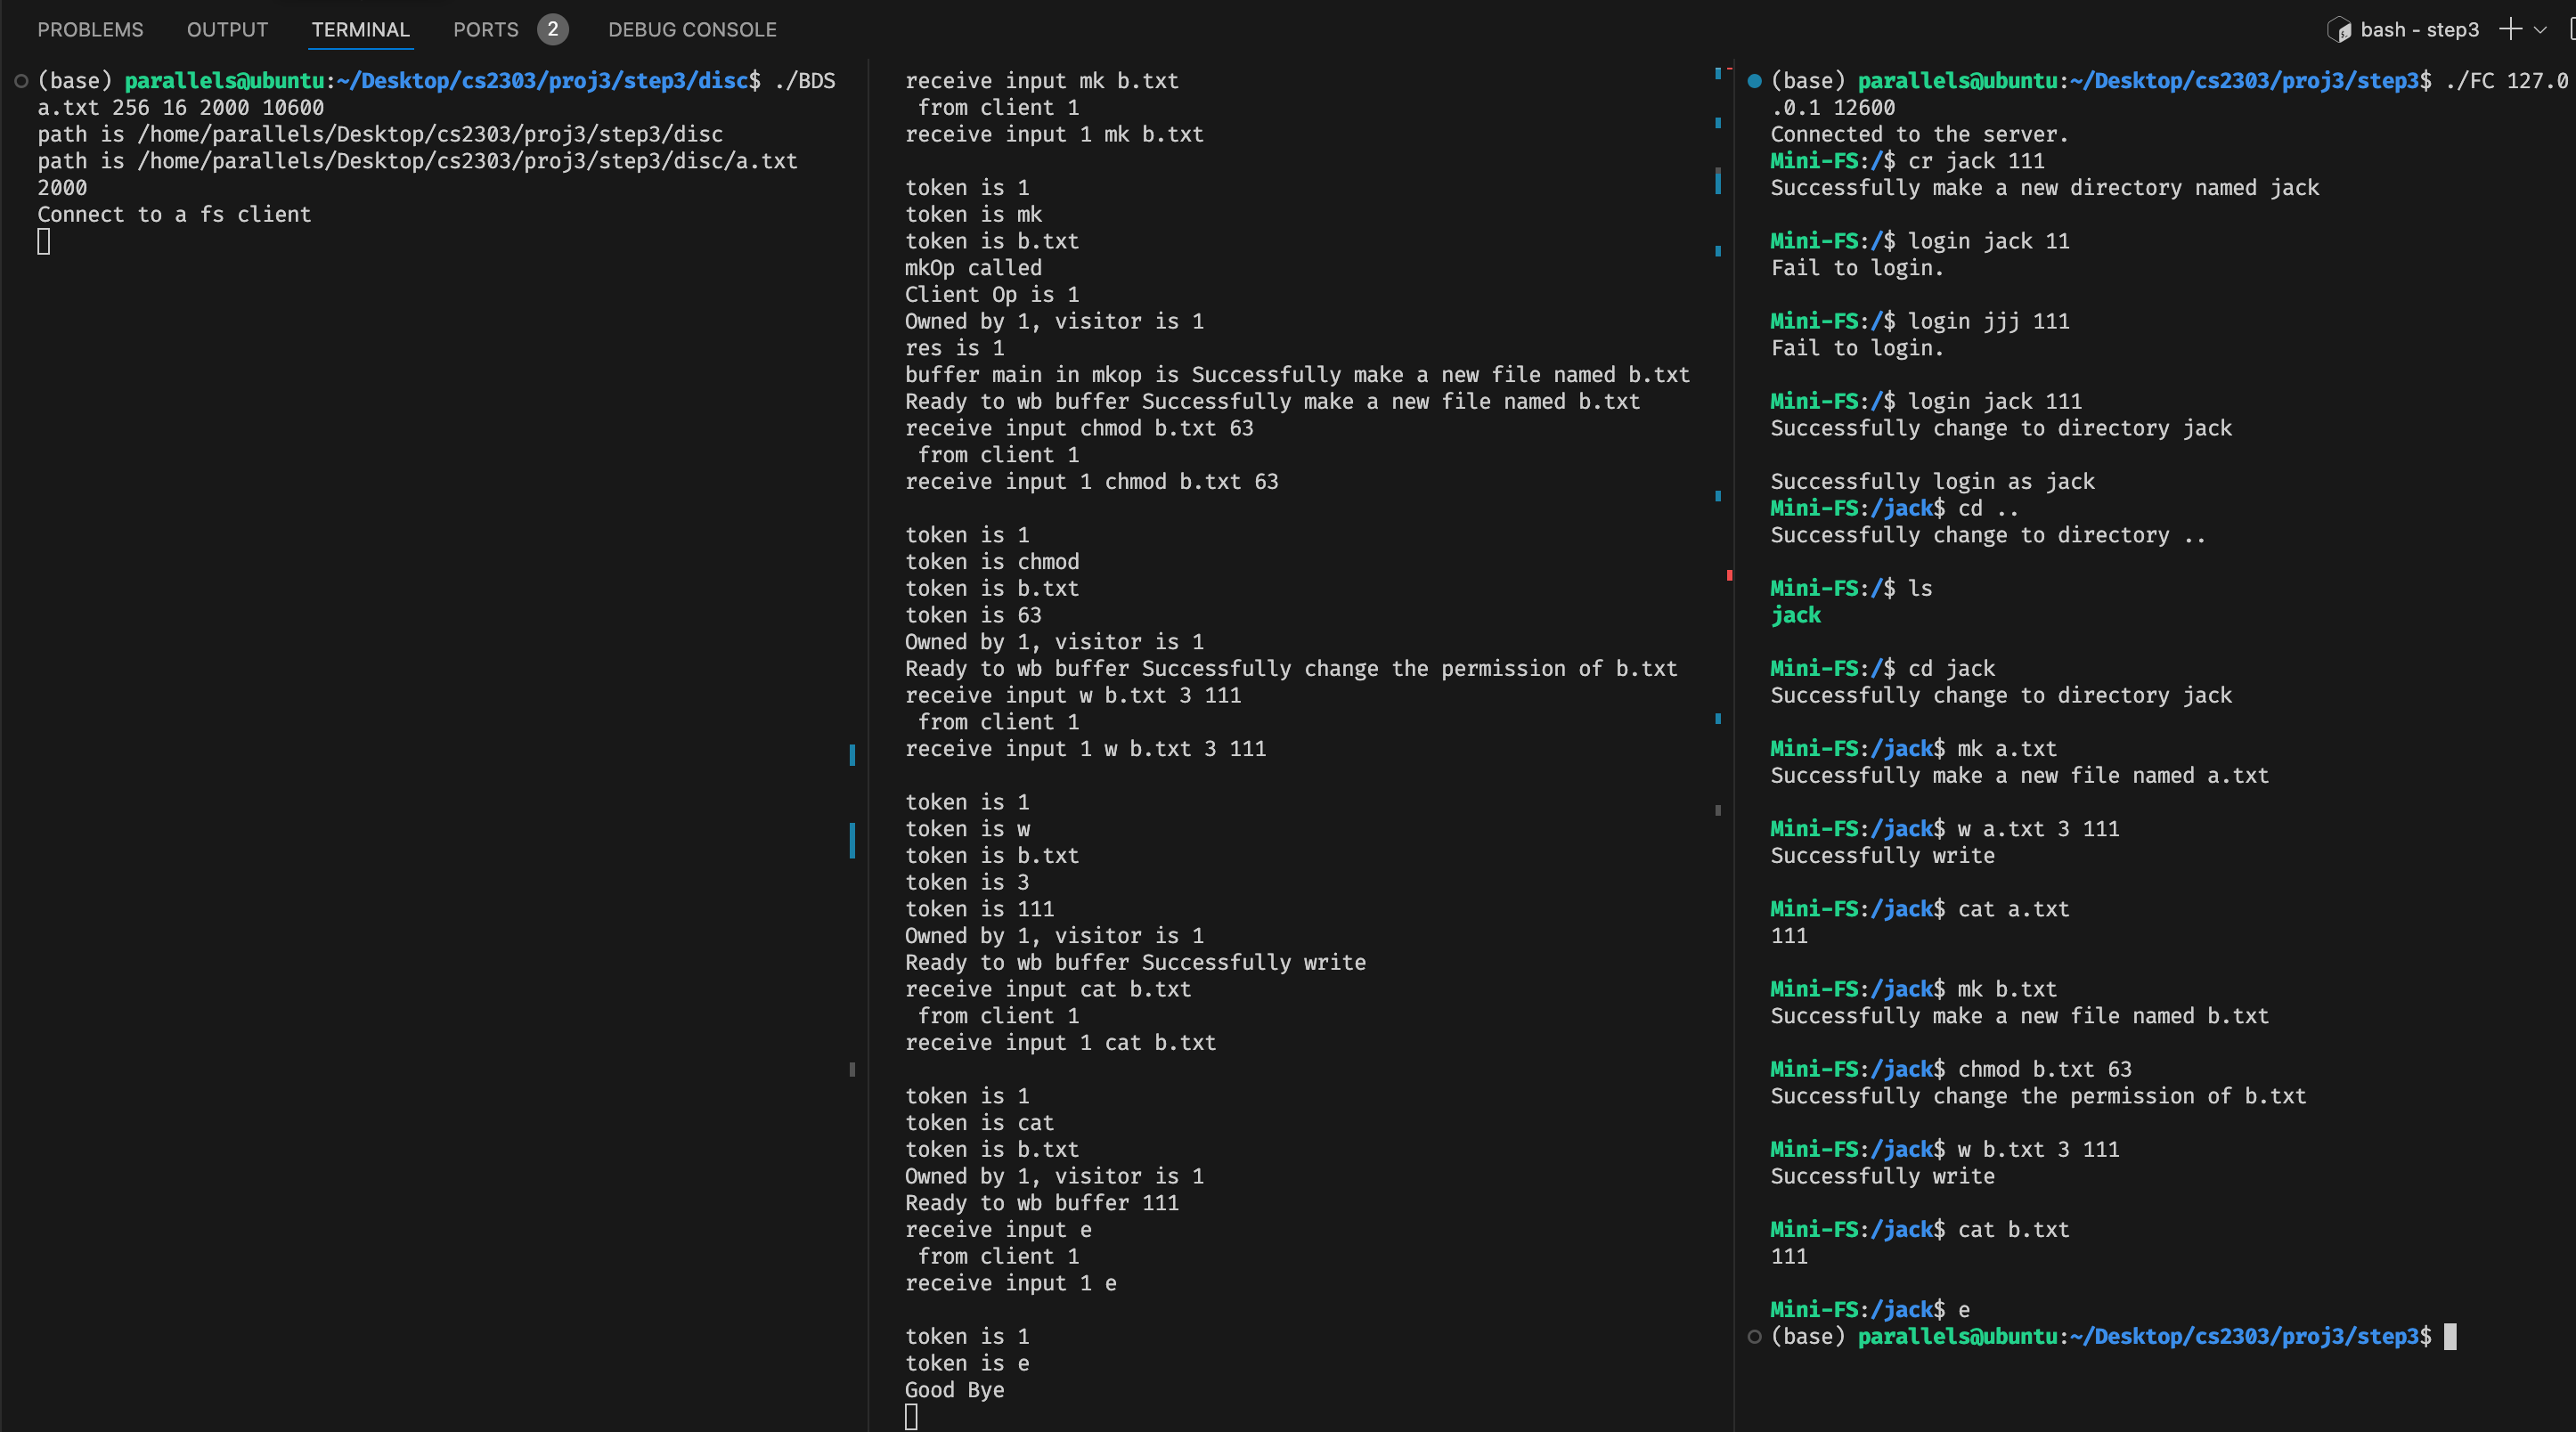 PROBLEMS OUTPUT TERMINAL PORTS 2 DEBUG CONSOLE
bash - step3
(base) parallels@ubuntu:~/Desktop/cs2303/proj3/step3/disc$ ./BDS
a.txt 256 16 2000 10600
path is /home/parallels/Desktop/cs2303/proj3/step3/disc
path is /home/parallels/Desktop/cs2303/proj3/step3/disc/a.txt
2000
Connect to a fs client
receive input mk b.txt
from client 1
receive input 1 mk b.txt
token is 1
token is mk
token is b.txt
mkOp called
Client Op is 1
Owned by 1, visitor is 1
res is 1
buffer main in mkop is Successfully make a new file named b.txt
Ready to wb buffer Successfully make a new file named b.txt
receive input chmod b.txt 63
from client 1
receive input 1 chmod b.txt 63
token is 1
token is chmod
token is b.txt
token is 63
Owned by 1, visitor is 1
Ready to wb buffer Successfully change the permission of b.txt
receive input w b.txt 3 111
from client 1
receive input 1 w b.txt 3 111
token is 1
token is w
token is b.txt
token is 3
token is 111
Owned by 1, visitor is 1
Ready to wb buffer Successfully write
receive input cat b.txt
from client 1
receive input 1 cat b.txt
token is 1
token is cat
token is b.txt
Owned by 1, visitor is 1
Ready to wb buffer 111
receive input e
from client 1
receive input 1 e
token is 1
token is e
Good Bye
(base) parallels@ubuntu:~/Desktop/cs2303/proj3/step3$ ./FC 127.0
.0.1 12600
Connected to the server.
Mini-FS:/$ cr jack 111
Successfully make a new directory named jack
Mini-FS:/$ login jack 11
Fail to login.
Mini-FS:/$ login jjj 111
Fail to login.
Mini-FS:/$ login jack 111
Successfully change to directory jack
Successfully login as jack
Mini-FS:/jack$ cd ..
Successfully change to directory ..
Mini-FS:/$ ls
jack
Mini-FS:/$ cd jack
Successfully change to directory jack
Mini-FS:/jack$ mk a.txt
Successfully make a new file named a.txt
Mini-FS:/jack$ w a.txt 3 111
Successfully write
Mini-FS:/jack$ cat a.txt
111
Mini-FS:/jack$ mk b.txt
Successfully make a new file named b.txt
Mini-FS:/jack$ chmod b.txt 63
Successfully change the permission of b.txt
Mini-FS:/jack$ w b.txt 3 111
Successfully write
Mini-FS:/jack$ cat b.txt
111
Mini-FS:/jack$ e
(base) parallels@ubuntu:~/Desktop/cs2303/proj3/step3$